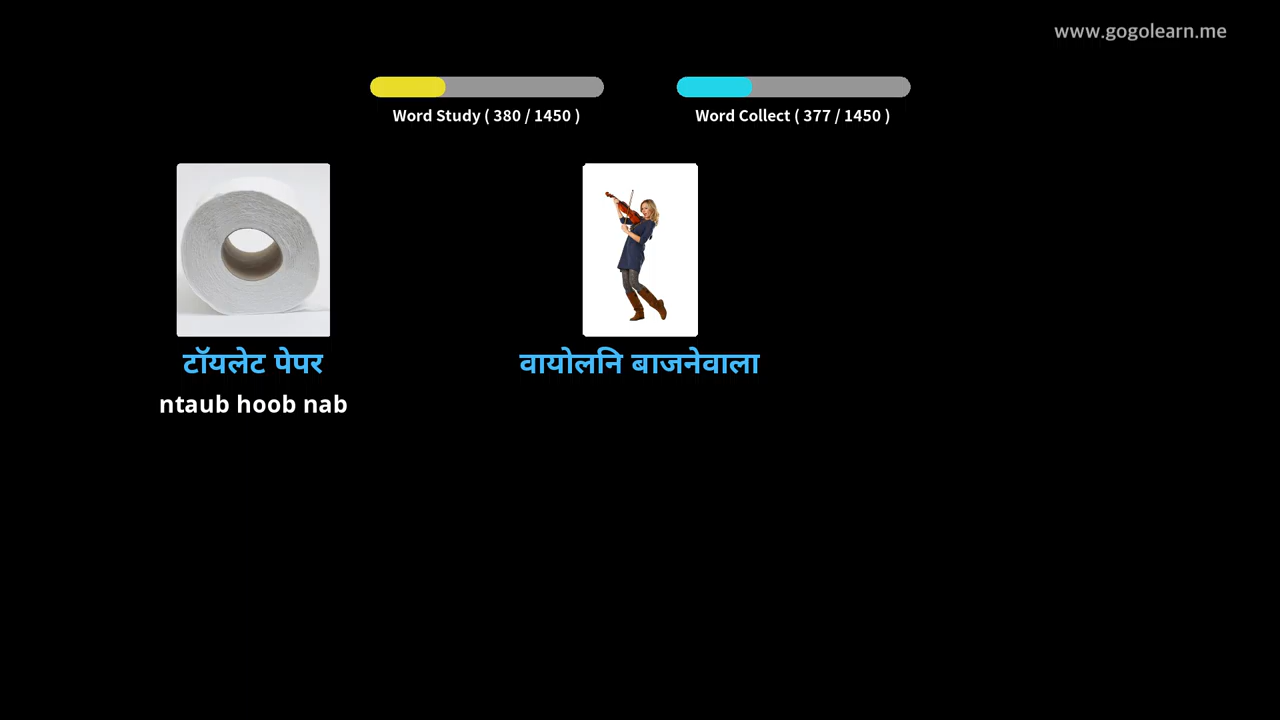 www.gogolearn.me
Word Study ( 380 / 1450 )
Word Collect ( 377 / 1450 )
टॉयलेट पेपर
वायोलनि बाजनेवाला
ntaub hoob nab